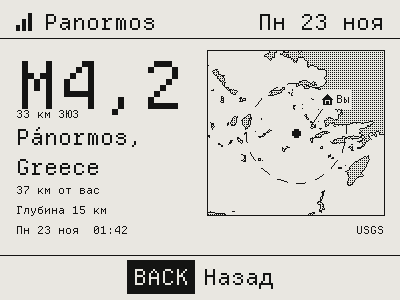 Panormos
Пн 23 ноя
M4,2
33 км ЗЮЗ
Pánormos,
Greece
37 км от вас
Глубина 15 км
Пн 23 ноя 01:42
Вы
USGS
BACK Назад